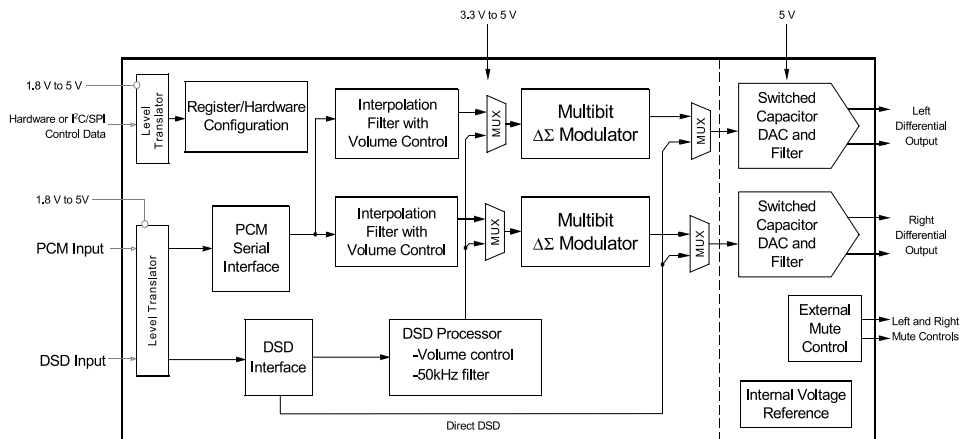 3.3 V to 5 V
5 V
1.8 V to 5 V
Hardware or I²C/SPI
Control Data
Level
Translator
Register/Hardware
Configuration
Interpolation
Filter with
Volume Control
MUX
Multibit
ΔΣ Modulator
MUX
Switched
Capacitor
DAC and
Filter
Left
Differential
Output
1.8 V to 5V
PCM Input
Level Translator
PCM
Serial
Interface
Interpolation
Filter with
Volume Control
MUX
Multibit
ΔΣ Modulator
MUX
Switched
Capacitor
DAC and
Filter
Right
Differential
Output
DSD Input
DSD
Interface
DSD Processor
-Volume control
-50kHz filter
External
Mute
Control
Left and Right
Mute Controls
Direct DSD
Internal Voltage
Reference